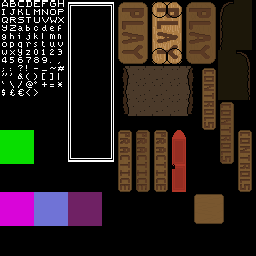 ABCDEFGH
IJKLMNOP
QRSTUVWX
YZabcdef
ghijklmn
opqrstuv
wxyz0123
456789.,
;:?!-_~#
"'&()[]|
`\/@°+=*
$£€<>
PLAY
PLAY
PLAY
CONTROLS
CONTROLS
CONTROLS
PRACTICE
PRACTICE
PRACTICE